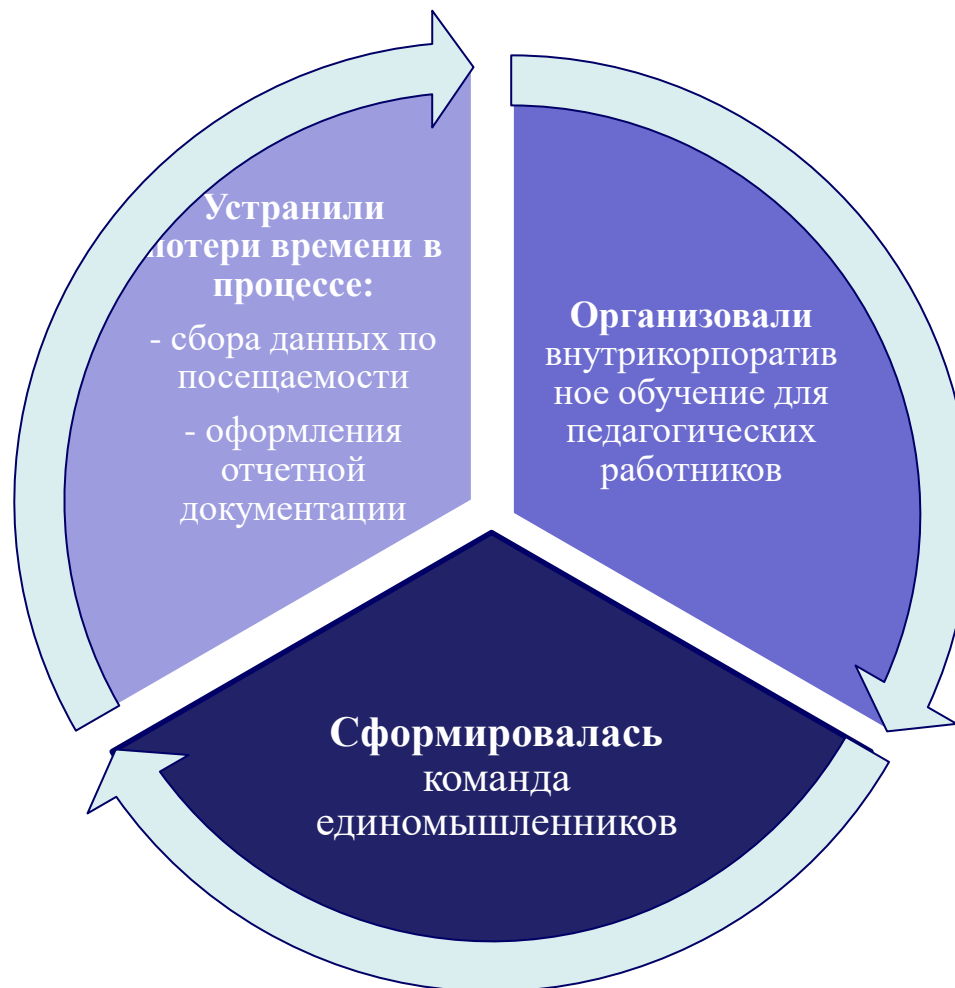 Устранили
потери времени в
процессе:
- сбора данных по
посещаемости
- оформления
отчетной
документации
Организовали
внутрикорпоратив
ное обучение для
педагогических
работников
Сформировалась
команда
единомышленников